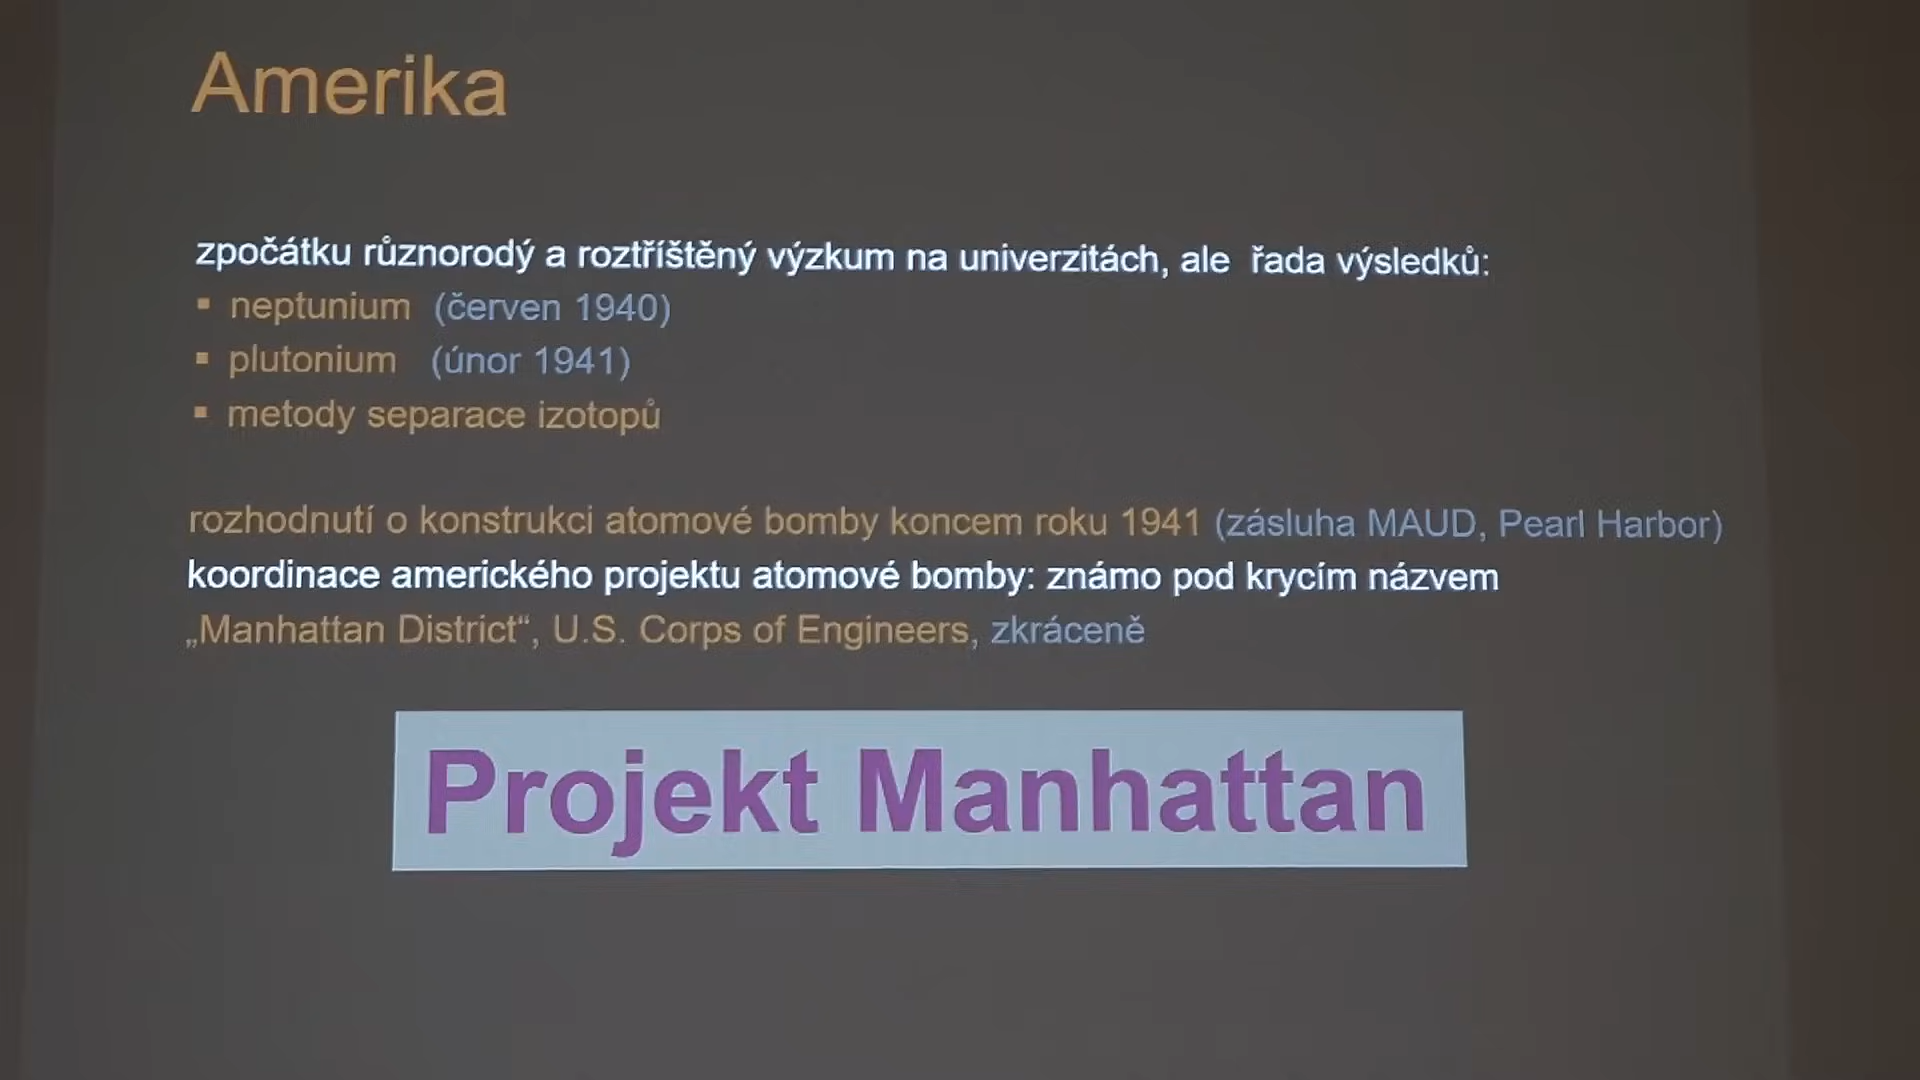 Amerika
zpočátku různorodý a roztříštěný výzkum na univerzitách, ale řada výsledků:
▪ neptunium (červen 1940)
▪ plutonium (únor 1941)
▪ metody separace izotopů
rozhodnutí o konstrukci atomové bomby koncem roku 1941 (zásluha MAUD, Pearl Harbor)
koordinace amerického projektu atomové bomby: známo pod krycím názvem
„Manhattan District“, U.S. Corps of Engineers, zkráceně
Projekt Manhattan